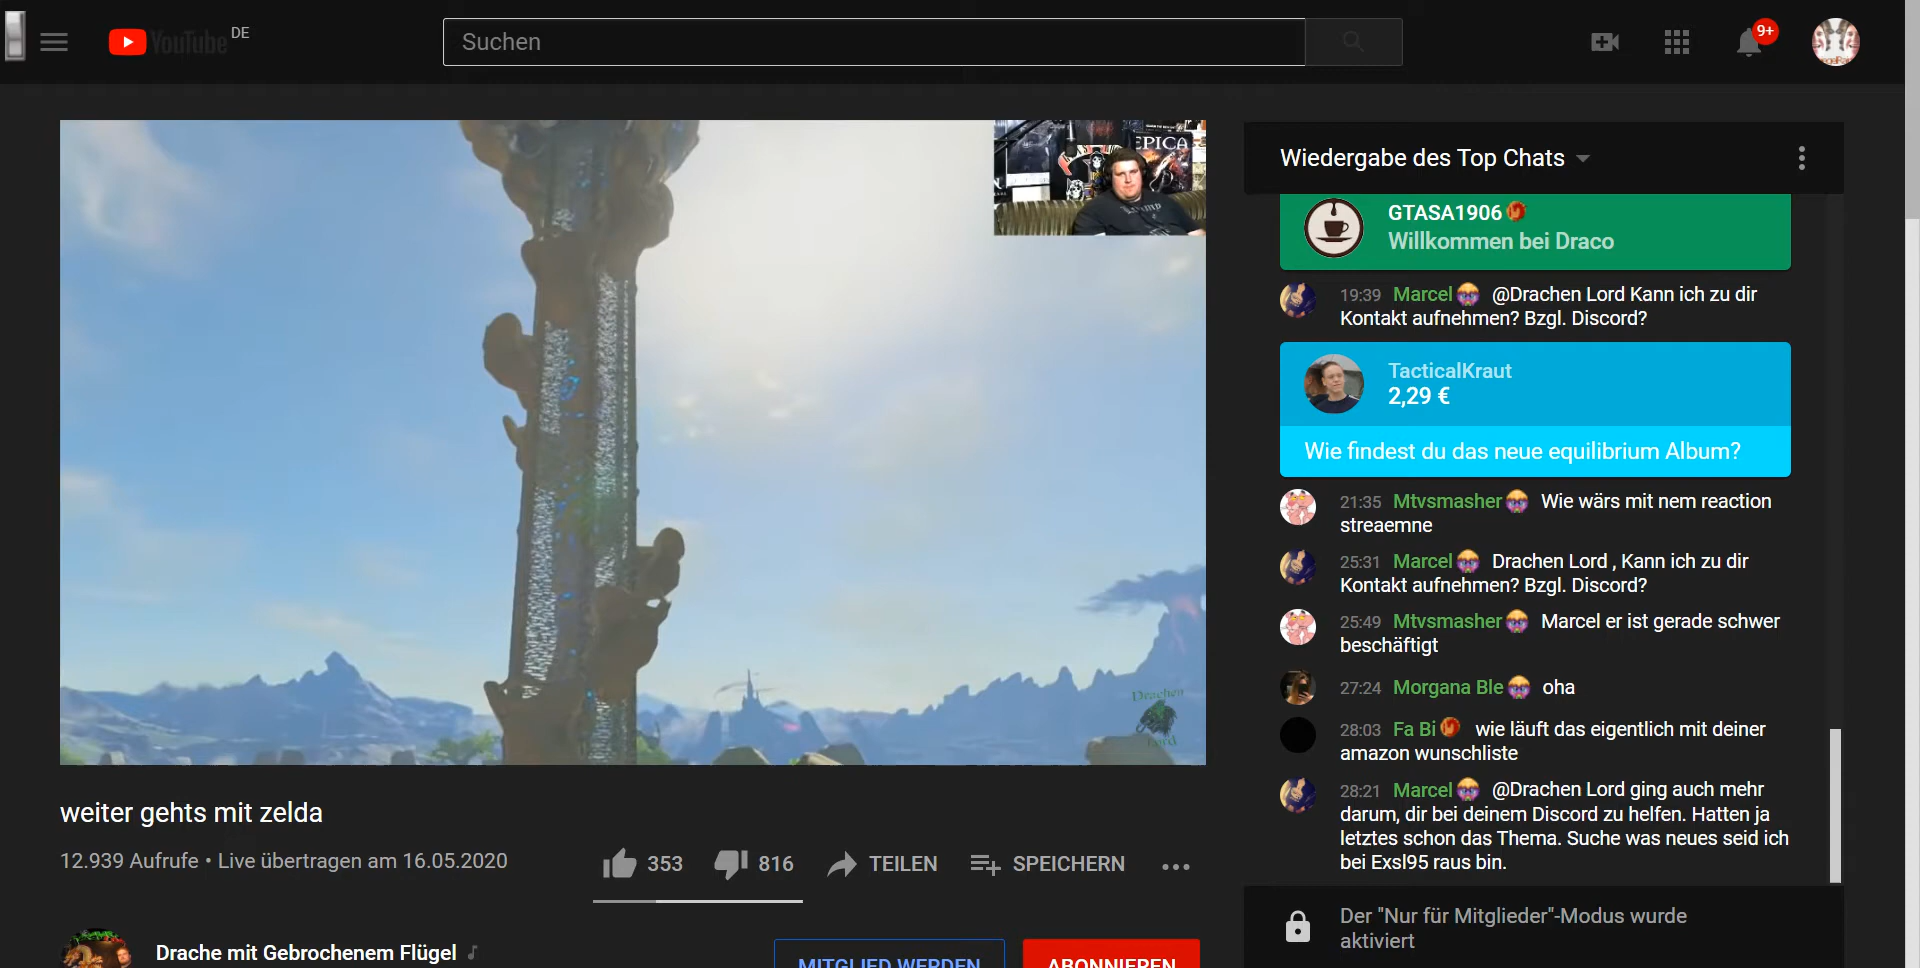 YouTube DE
Suchen
9+
EPICA
Drachen
Lord
weiter gehts mit zelda
12.939 Aufrufe • Live übertragen am 16.05.2020
353
816
TEILEN
SPEICHERN
Drache mit Gebrochenem Flügel
MITGLIED WERDEN
ABONNIEREN
Wiedergabe des Top Chats
GTASA1906
Willkommen bei Draco
19:39 Marcel @Drachen Lord Kann ich zu dir
Kontakt aufnehmen? Bzgl. Discord?
TacticalKraut
2,29 €
Wie findest du das neue equilibrium Album?
21:35 Mtvsmasher Wie wärs mit nem reaction
streaemne
25:31 Marcel Drachen Lord , Kann ich zu dir
Kontakt aufnehmen? Bzgl. Discord?
25:49 Mtvsmasher Marcel er ist gerade schwer
beschäftigt
27:24 Morgana Ble oha
28:03 Fa Bi wie läuft das eigentlich mit deiner
amazon wunschliste
28:21 Marcel @Drachen Lord ging auch mehr
darum, dir bei deinem Discord zu helfen. Hatten ja
letztes schon das Thema. Suche was neues seid ich
bei Exsl95 raus bin.
Der "Nur für Mitglieder"-Modus wurde
aktiviert